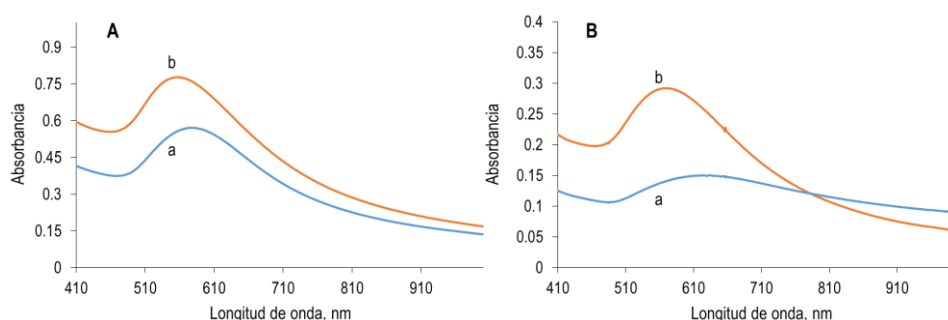 A
0.9
0.75
0.6
0.45
0.3
0.15
0
Absorbancia
b
a
410 510 610 710 810 910
Longitud de onda, nm
B
0.4
0.35
0.3
0.25
0.2
0.15
0.1
0.05
0
Absorbancia
b
a
410 510 610 710 810 910
Longitud de onda, nm